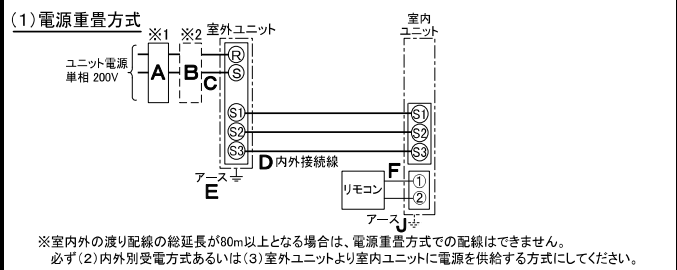 (1)電源重畳方式
※1 ※2 室外ユニット
室内
ユニット
ユニット電源
単相 200V
A B C
R
S
S1 S1
S2 S2
S3 S3
D 内外接続線
アース
E
F
リモコン
①
②
アース J
※室内外の渡り配線の総延長が80m以上となる場合は、電源重畳方式での配線はできません。
必ず(2)内外別受電方式あるいは(3)室外ユニットより室内ユニットに電源を供給する方式にしてください。